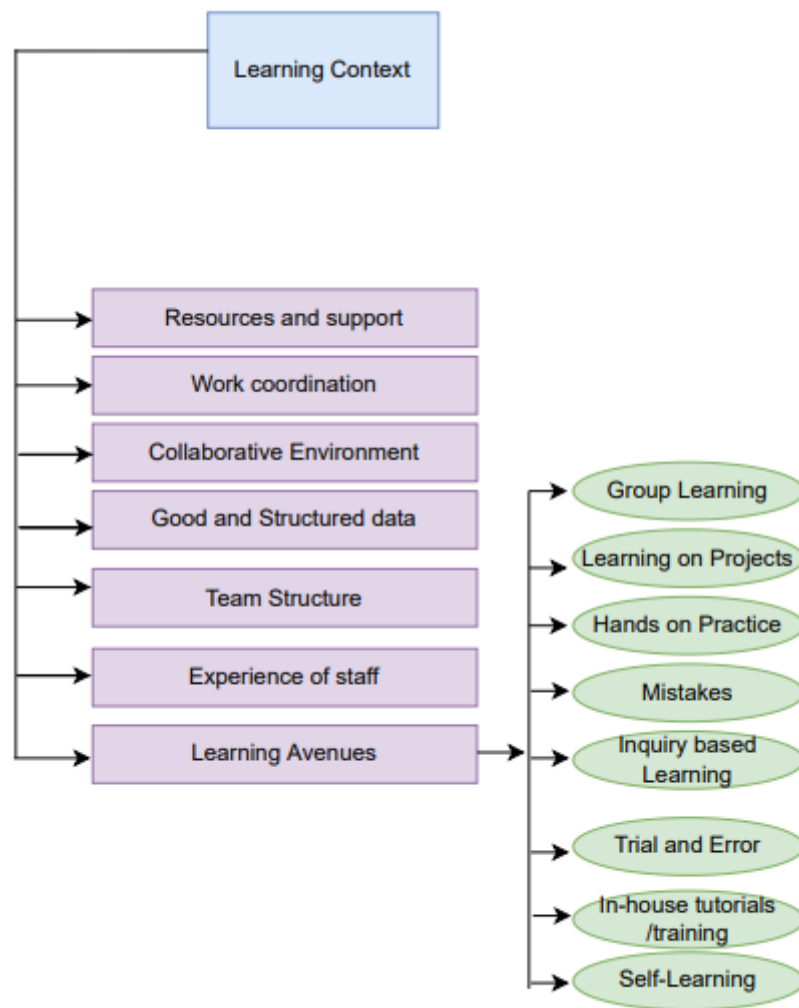 Learning Context
Resources and support
Work coordination
Collaborative Environment
Good and Structured data
Team Structure
Experience of staff
Learning Avenues
Group Learning
Learning on Projects
Hands on Practice
Mistakes
Inquiry based
Learning
Trial and Error
In-house tutorials
/training
Self-Learning